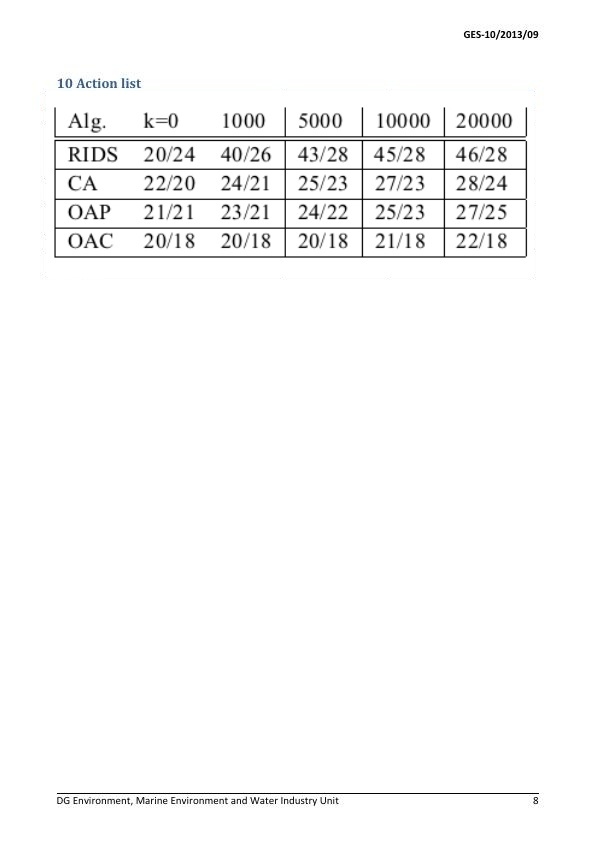 GES-10/2013/09
10 Action list
Alg. k=0 1000 5000 10000 20000
RIDS 20/24 40/26 43/28 45/28 46/28
CA 22/20 24/21 25/23 27/23 28/24
OAP 21/21 23/21 24/22 25/23 27/25
OAC 20/18 20/18 20/18 21/18 22/18
DG Environment, Marine Environment and Water Industry Unit 8